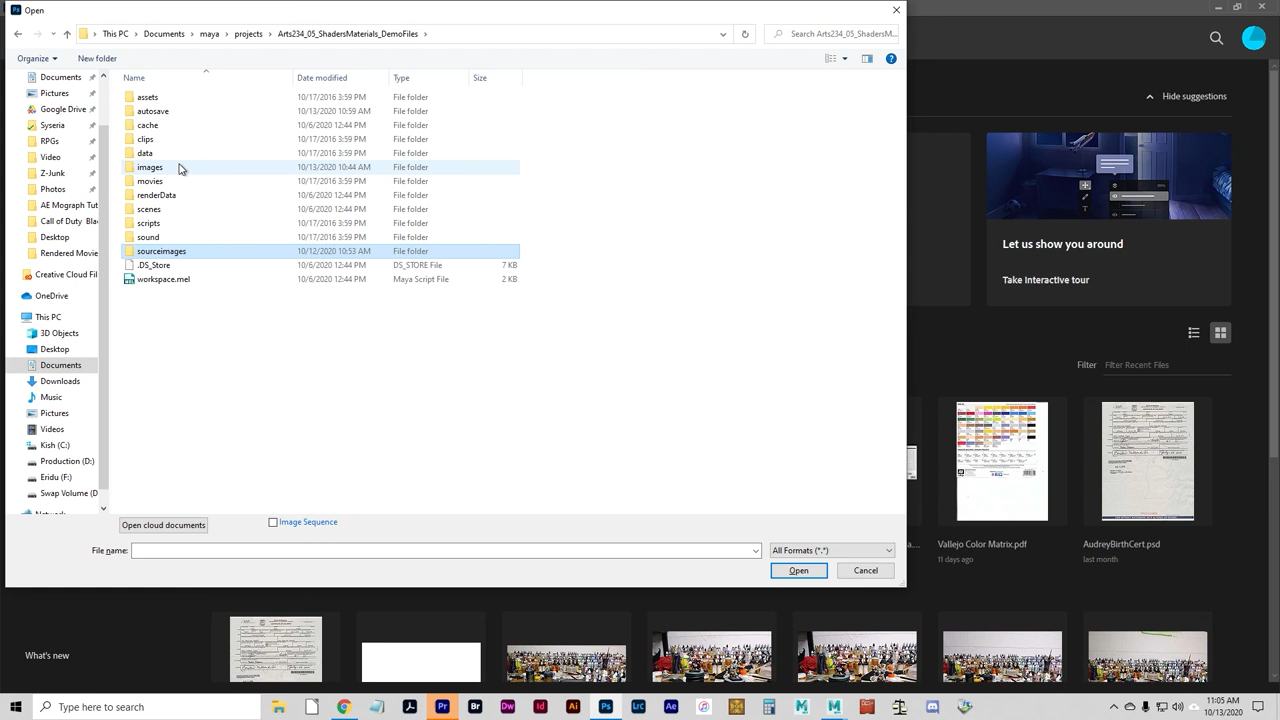 Open
This PC > Documents > maya > projects > Arts234_05_ShadersMaterials_DemoFiles >
Search Arts234_05_ShadersM...
Organize
New folder
Hide suggestions
Name
Date modified
Type
Size
Documents
Pictures
Google Drive
Syseria
RPGs
Video
Z-Junk
Photos
AE Mograph Tut
Call of Duty Bla
Desktop
Rendered Movie
Creative Cloud Fil
OneDrive
This PC
3D Objects
Desktop
Documents
Downloads
Music
Pictures
Videos
Kish (C:)
Production (D:)
Eridu (F:)
Swap Volume (D
assets 10/17/2016 3:59 PM File folder
autosave 10/13/2020 10:59 AM File folder
cache 10/6/2020 12:44 PM File folder
clips 10/17/2016 3:59 PM File folder
data 10/17/2016 3:59 PM File folder
images 10/13/2020 10:44 AM File folder
movies 10/17/2016 3:59 PM File folder
renderData 10/6/2020 12:44 PM File folder
scenes 10/6/2020 12:44 PM File folder
scripts 10/17/2016 3:59 PM File folder
sound 10/17/2016 3:59 PM File folder
sourceimages 10/12/2020 10:53 AM File folder
.DS_Store 10/6/2020 12:44 PM DS_STORE File 7 KB
workspace.mel 10/6/2020 12:44 PM Maya Script File 2 KB
Let us show you around
Take Interactive tour
Filter Filter Recent Files
Open cloud documents
Image Sequence
File name:
All Formats (*.*)
Open
Cancel
Vallejo Color Matrix.pdf
11 days ago
AudreyBirthCert.psd
last month
What's new
Type here to search
11:05 AM
10/13/2020